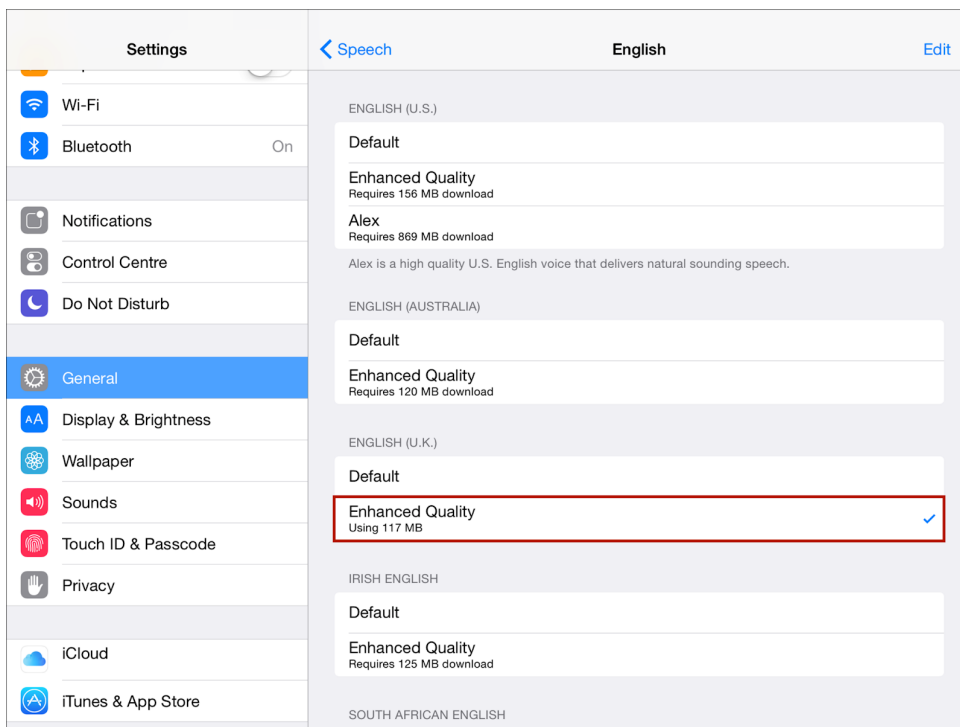 Settings
Wi-Fi
Bluetooth On
Notifications
Control Centre
Do Not Disturb
General
AA Display & Brightness
Wallpaper
Sounds
Touch ID & Passcode
Privacy
iCloud
iTunes & App Store
Speech English Edit
ENGLISH (U.S.)
Default
Enhanced Quality
Requires 156 MB download
Alex
Requires 869 MB download
Alex is a high quality U.S. English voice that delivers natural sounding speech.
ENGLISH (AUSTRALIA)
Default
Enhanced Quality
Requires 120 MB download
ENGLISH (U.K.)
Default
Enhanced Quality
Using 117 MB
IRISH ENGLISH
Default
Enhanced Quality
Requires 125 MB download
SOUTH AFRICAN ENGLISH